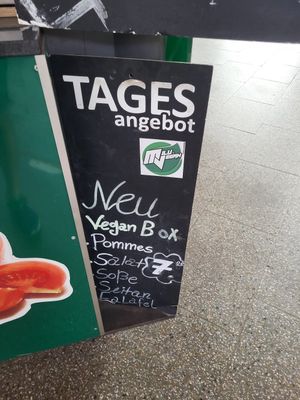 TAGES
angebot
Neu
Vegan Box
. Pommes
Salat 7
Soße
Seitan
Falafel